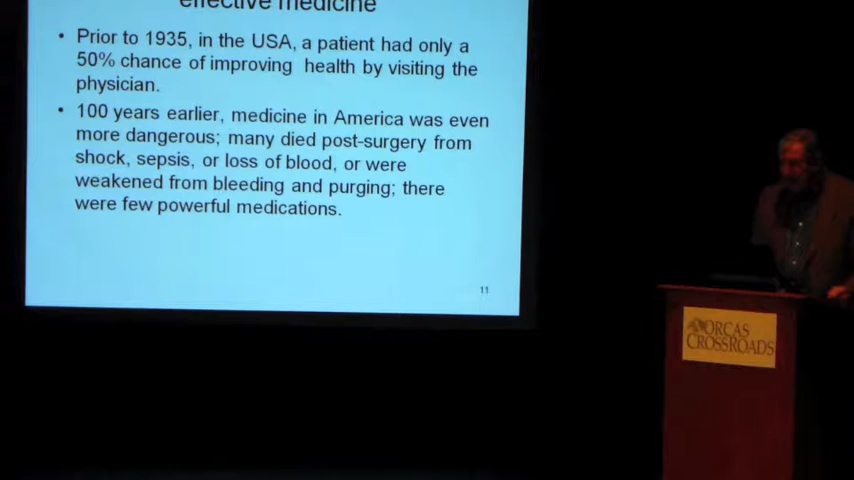 effective medicine
• Prior to 1935, in the USA, a patient had only a
50% chance of improving health by visiting the
physician.
• 100 years earlier, medicine in America was even
more dangerous; many died post-surgery from
shock, sepsis, or loss of blood, or were
weakened from bleeding and purging; there
were few powerful medications.
11
ORCAS
CROSSROADS